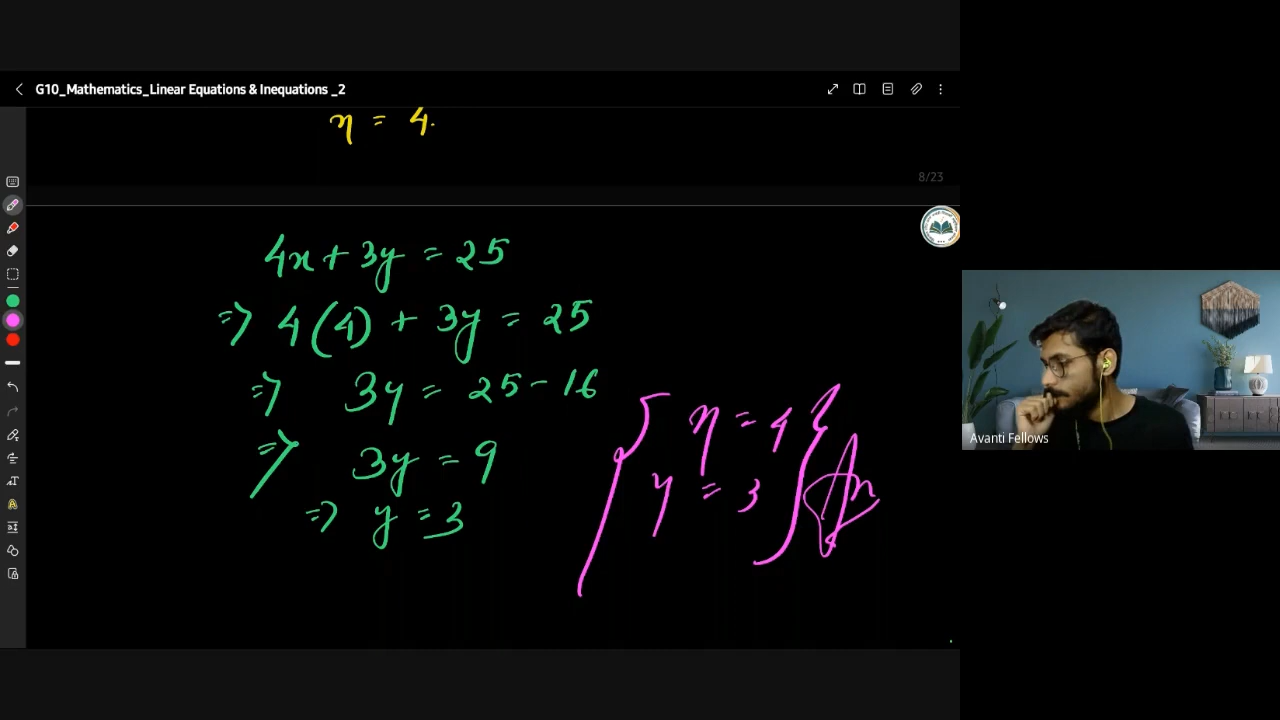 G10_Mathematics_Linear Equations & Inequations _2
x = 4.
8/23
4x + 3y = 25
=> 4(4) + 3y = 25
=> 3y = 25 - 16
=> 3y = 9
=> y = 3
x = 4
y = 3
Avanti Fellows